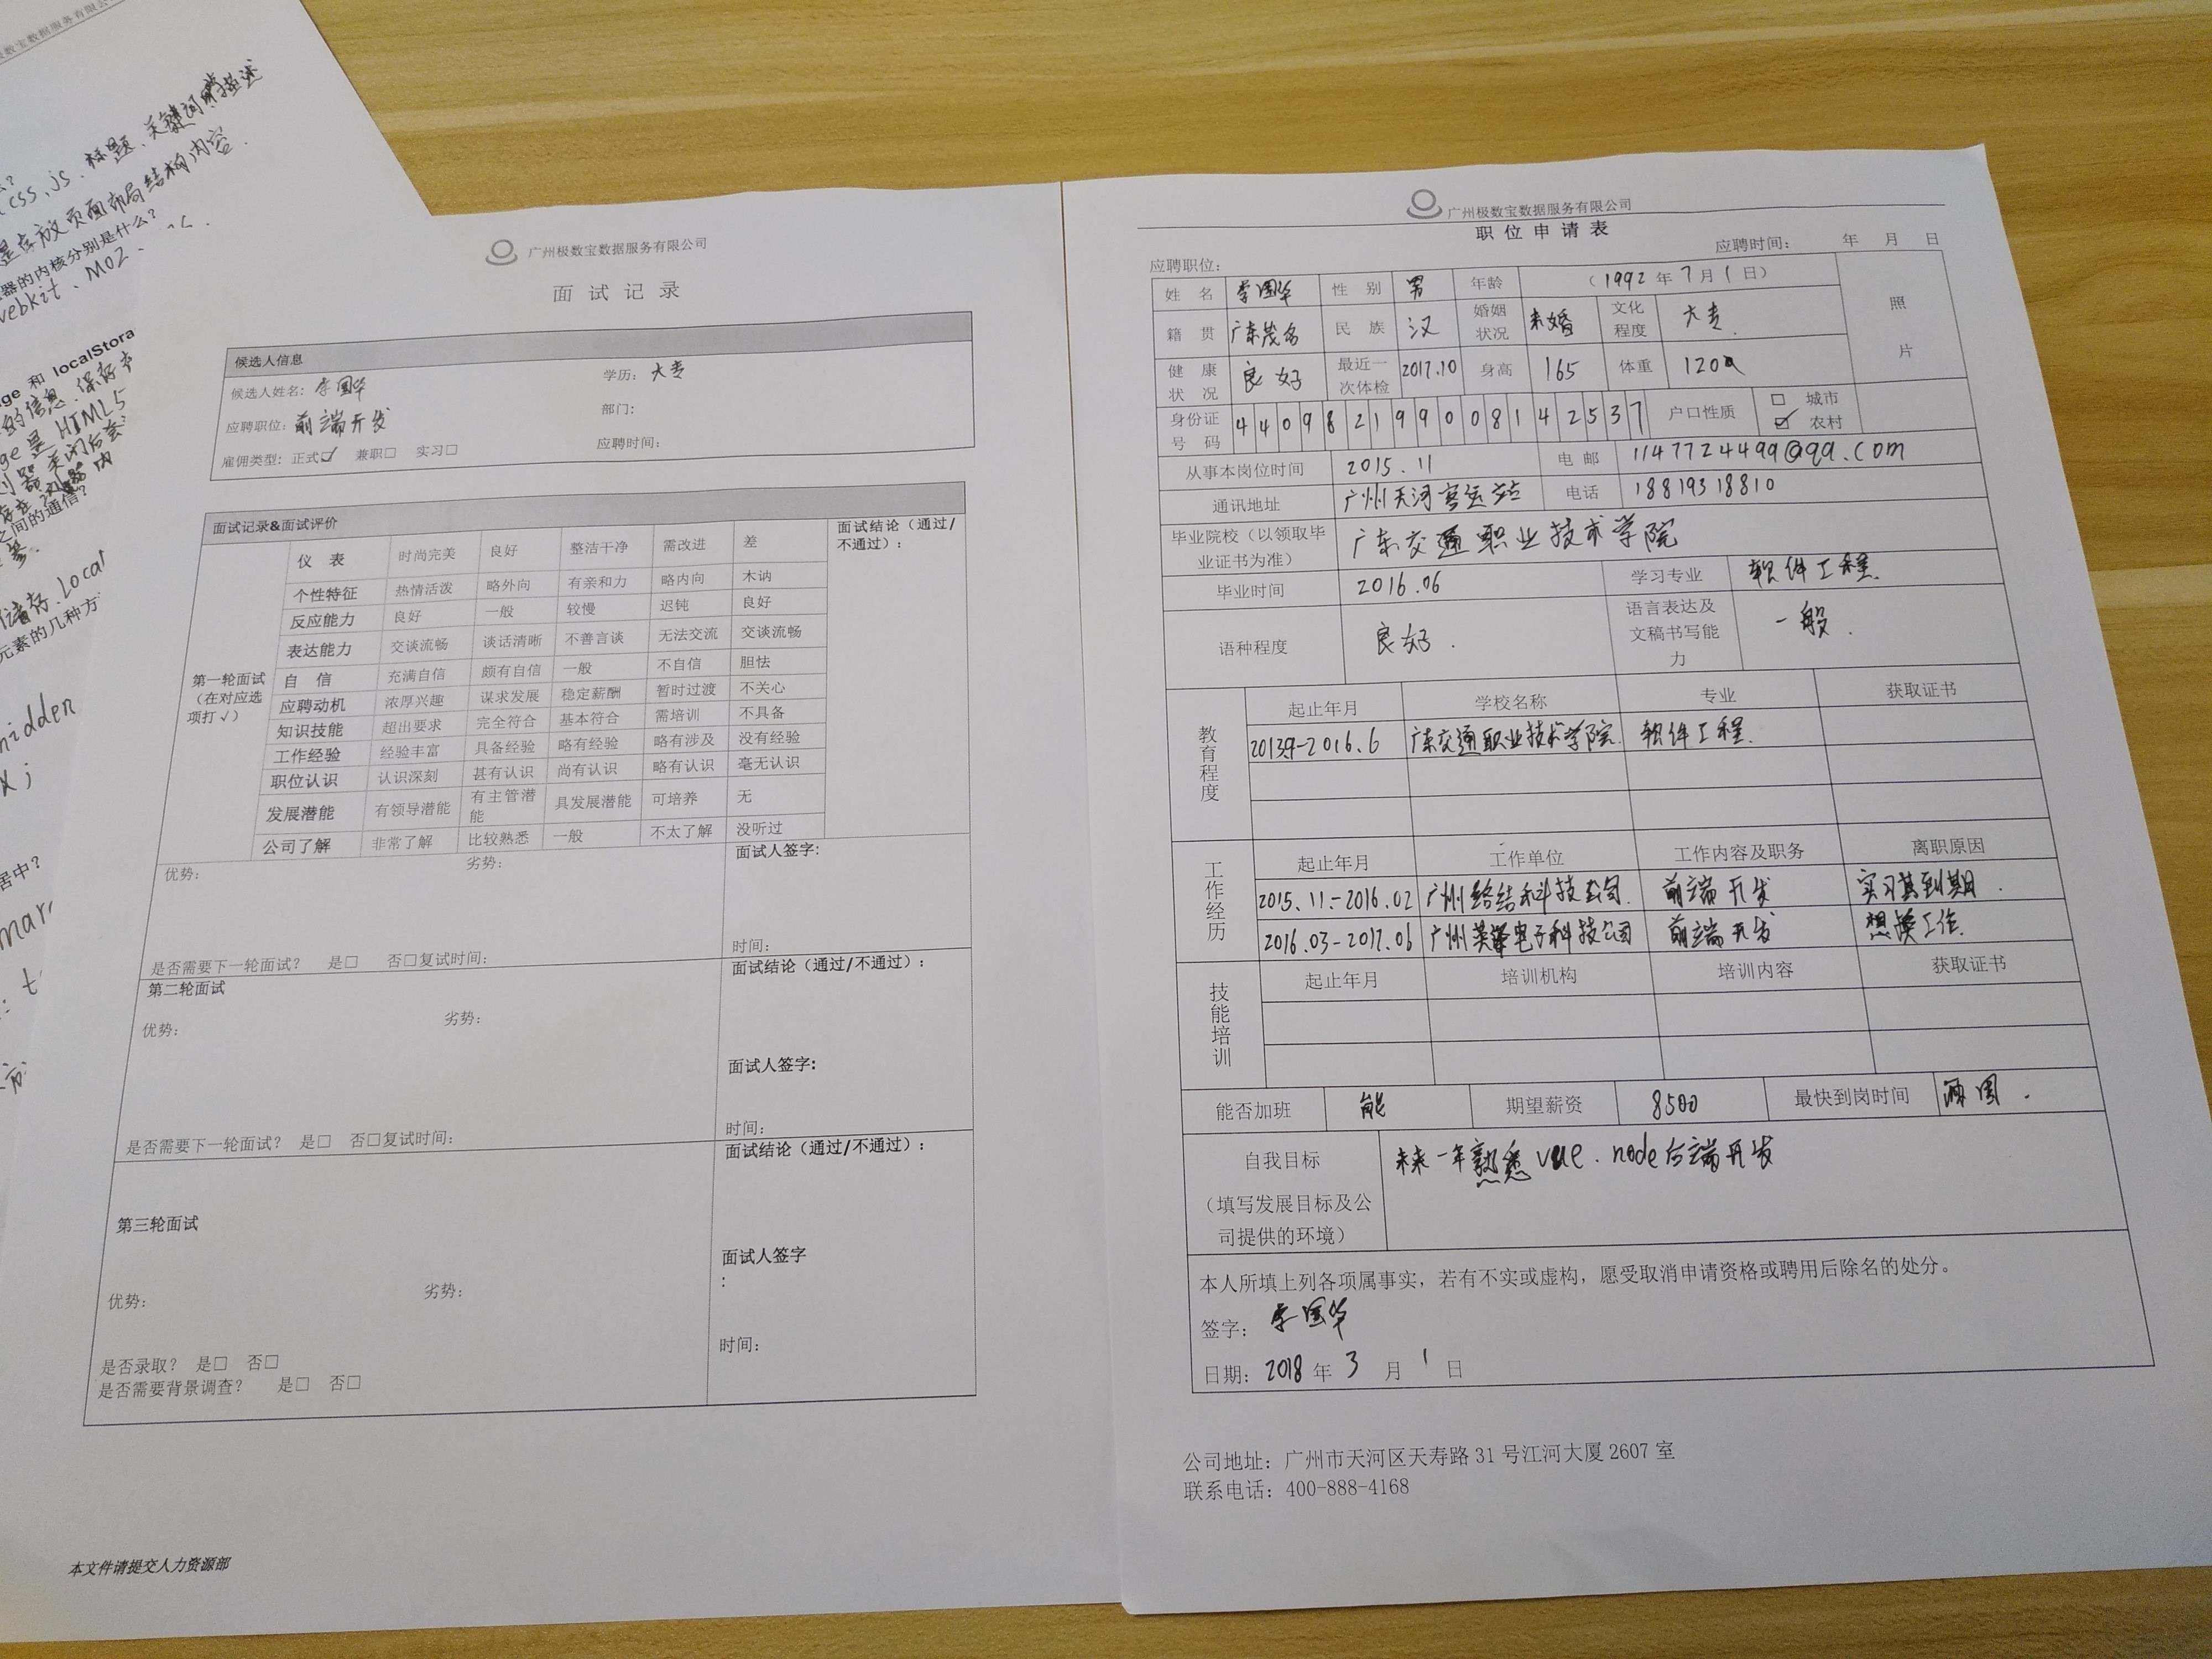 极数宝数据服务有限公司
css、js、标题、关键词、描述
是存放页面布局结构内容.
器的内核分别是什么?
webkit、MOZ、
ge 和 localStora
的信息.保存在
ge 是 HTML5
之间的通信?
储存.local
元素的几种方
hidden
居中?
广州极数宝数据服务有限公司
面试记录
候选人信息
候选人姓名: 李国华 学历: 大专
应聘职位: 前端开发 部门:
雇佣类型: 正式☑ 兼职□ 实习□ 应聘时间:
面试记录&面试评价
第一轮面试(在对应选项打√)
仪 表 时尚完美 良好 整洁干净 需改进 差
面试结论(通过/不通过):
个性特征 热情活泼 略外向 有亲和力 略内向 木讷
反应能力 良好 一般 较慢 迟钝 良好
表达能力 交谈流畅 谈话清晰 不善言谈 无法交流 交谈流畅
自 信 充满自信 颇有自信 一般 不自信 胆怯
应聘动机 浓厚兴趣 谋求发展 稳定薪酬 暂时过渡 不关心
知识技能 超出要求 完全符合 基本符合 需培训 不具备
工作经验 经验丰富 具备经验 略有经验 略有涉及 没有经验
职位认识 认识深刻 甚有认识 尚有认识 略有认识 毫无认识
发展潜能 有领导潜能 有主管潜能 具发展潜能 可培养 无
公司了解 非常了解 比较熟悉 一般 不太了解 没听过
优势: 劣势: 面试人签字:
时间:
是否需要下一轮面试? 是□ 否□复试时间:
第二轮面试 面试结论(通过/不通过):
优势: 劣势:
面试人签字:
时间:
是否需要下一轮面试? 是□ 否□复试时间:
面试结论(通过/不通过):
第三轮面试
面试人签字
:
优势: 劣势:
时间:
是否录取? 是□ 否□
是否需要背景调查? 是□ 否□
本文件请提交人力资源部
广州极数宝数据服务有限公司
职位申请表
应聘职位: 应聘时间: 年 月 日
姓 名 李国华 性 别 男 年龄 (1992年7月1日)
照片
籍 贯 广东茂名 民 族 汉 婚姻状况 未婚 文化程度 大专.
健康状况 良好 最近一次体检 2017.10 身高 165 体重 120
身份证号码 440982199008142537 户口性质 □ 城市 ☑ 农村
从事本岗位时间 2015.11 电 邮 1147724499@qq.com
通讯地址 广州天河客运站 电话 18819318810
毕业院校(以领取毕业证书为准) 广东交通职业技术学院
毕业时间 2016.06 学习专业 软件工程.
语种程度 良好. 语言表达及文稿书写能力 一般.
教育程度
起止年月 学校名称 专业 获取证书
2013.9-2016.6 广东交通职业技术学院. 软件工程.
工作经历
起止年月 工作单位 工作内容及职务 离职原因
2015.11-2016.02 广州络结科技公司. 前端开发 实习期到期.
2016.03-2017.06 广州英 电子科技公司 前端开发 想换工作.
技能培训
起止年月 培训机构 培训内容 获取证书
能否加班 能 期望薪资 8500 最快到岗时间 两周.
自我目标 未来一年熟悉vue.node后端开发
(填写发展目标及公司提供的环境)
本人所填上列各项属事实，若有不实或虚构，愿受取消申请资格或聘用后除名的处分。
签字: 李国华
日期: 2018年3月1日
公司地址: 广州市天河区天寿路31号江河大厦2607室
联系电话: 400-888-4168